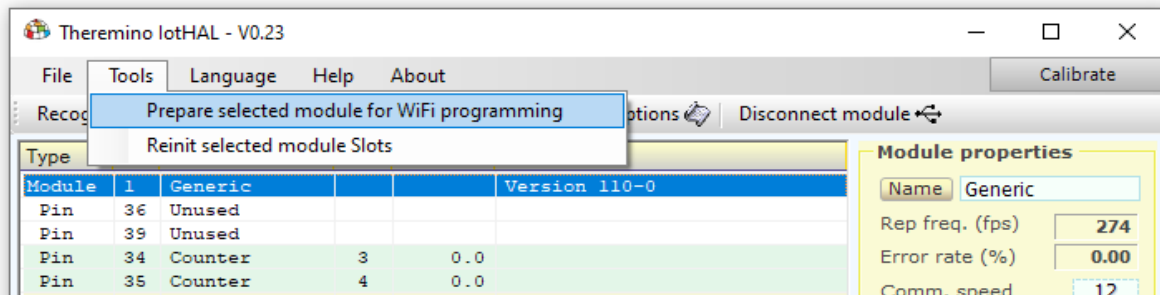 Theremino IotHAL - V0.23
File Tools Language Help About Calibrate
Prepare selected module for WiFi programming
Disconnect module
Reinit selected module Slots
Type Module properties
Module 1 Generic Version 110-0 Name Generic
Pin 36 Unused
Rep freq. (fps) 274
Pin 39 Unused
Pin 34 Counter 3 0.0 Error rate (%) 0.00
Pin 35 Counter 4 0.0
Comm. speed 12